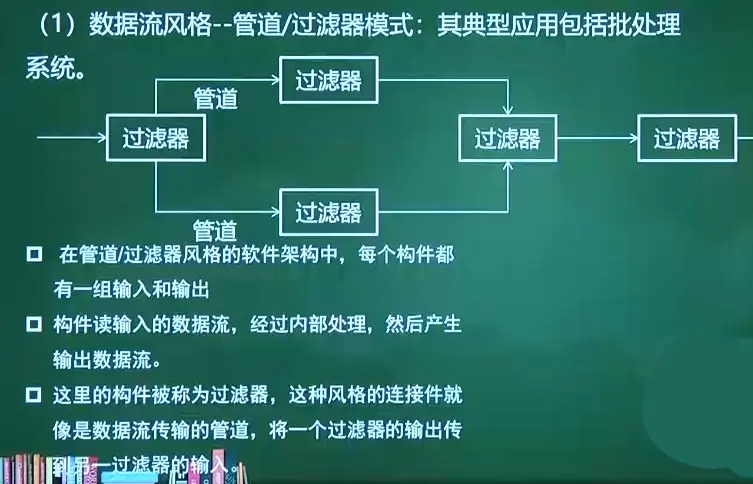 （1）数据流风格--管道/过滤器模式：其典型应用包括批处理
系统。
过滤器
管道
过滤器
过滤器
过滤器
过滤器
管道
在管道/过滤器风格的软件架构中，每个构件都
有一组输入和输出
构件读输入的数据流，经过内部处理，然后产生
输出数据流。
这里的构件被称为过滤器，这种风格的连接件就
像是数据流传输的管道，将一个过滤器的输出传
到另一过滤器的输入。